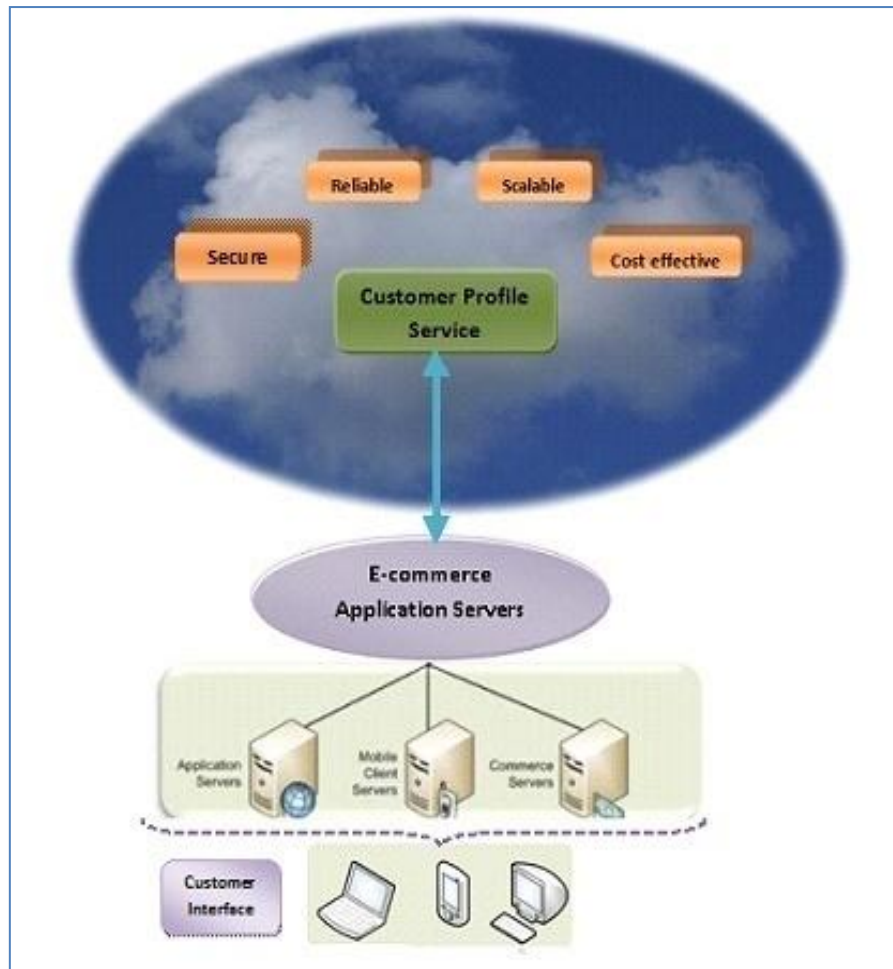 Reliable
Scalable
Secure
Cost effective
Customer Profile
Service
E-commerce
Application Servers
Application
Servers
Mobile
Client
Servers
Commerce
Servers
Customer
Interface